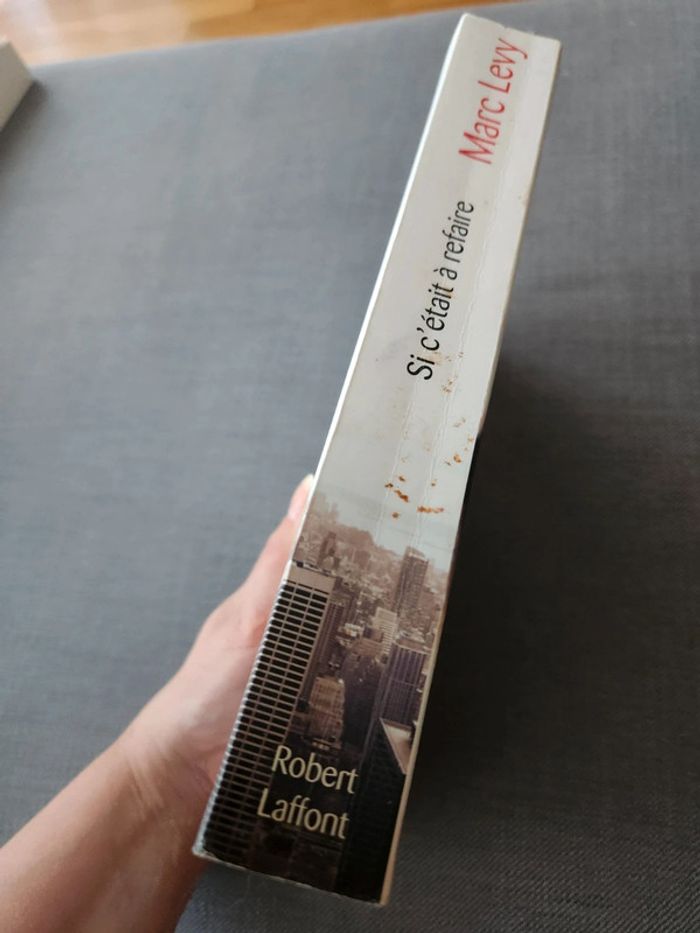 Marc Levy
Si c'était à refaire
Robert
Laffont